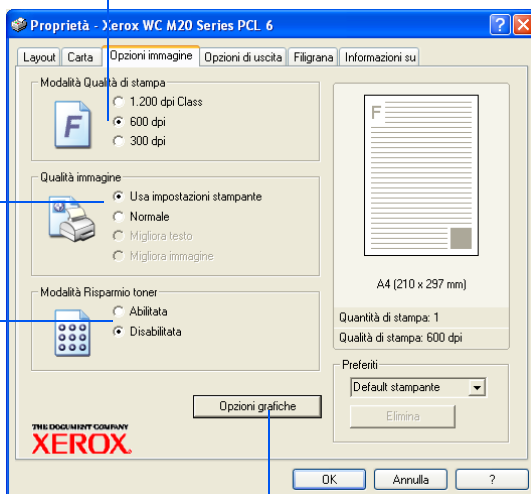 Proprietà - Xerox WC M20 Series PCL 6
Layout Carta Opzioni immagine Opzioni di uscita Filigrana Informazioni su
Modalità Qualità di stampa
1.200 dpi Class
600 dpi
300 dpi
Qualità immagine
Usa impostazioni stampante
Normale
Migliora testo
Migliora immagine
Modalità Risparmio toner
Abilitata
Disabilitata
Opzioni grafiche
THE DOCUMENT COMPANY
XEROX.
F
F
A4 (210 x 297 mm)
Quantità di stampa: 1
Qualità di stampa: 600 dpi
Preferiti
Default stampante
Elimina
OK Annulla ?